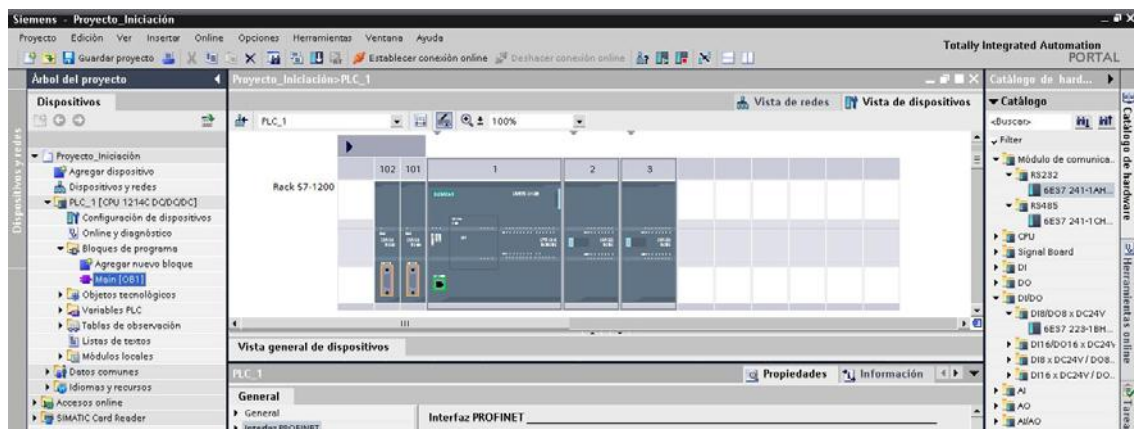 Siemens - Proyecto_Iniciación
Proyecto Edición Ver Insertar Online Opciones Herramientas Ventana Ayuda
Totally Integrated Automation
PORTAL
Guardar proyecto
Establecer conexión online
Deshacer conexión online
Árbol del proyecto
Dispositivos
Proyecto_Iniciación
Agregar dispositivo
Dispositivos y redes
PLC_1 [CPU 1214C DC/DC/DC]
Configuración de dispositivos
Online y diagnóstico
Bloques de programa
Agregar nuevo bloque
Main [OB1]
Objetos tecnológicos
Variables PLC
Tablas de observación
Listas de textos
Módulos locales
Datos comunes
Idiomas y recursos
Accesos online
SIMATIC Card Reader
Dispositivos y redes
Proyecto_Iniciación>PLC_1
Vista de redes
Vista de dispositivos
PLC_1
100%
102 101 1 2 3
Rack S7-1200
SIEMENS
Vista general de dispositivos
PLC_1
Propiedades
Información
General
General
Interfaz PROFINET
Interfaz PROFINET
Catálogo de hard...
Catálogo
<Buscar>
Filter
Módulo de comunica..
RS232
6ES7 241-1AH..
RS485
6ES7 241-1CH..
CPU
Signal Board
DI
DO
DI/DO
DI8/DO8 x DC24V
6ES7 223-1BH..
DI16/DO16 x DC24V
DI8 x DC24V / DO8..
DI16 x DC24V / DO..
AI
AO
AI/AO
Catálogo de hardware
Herramientas online
Tarea